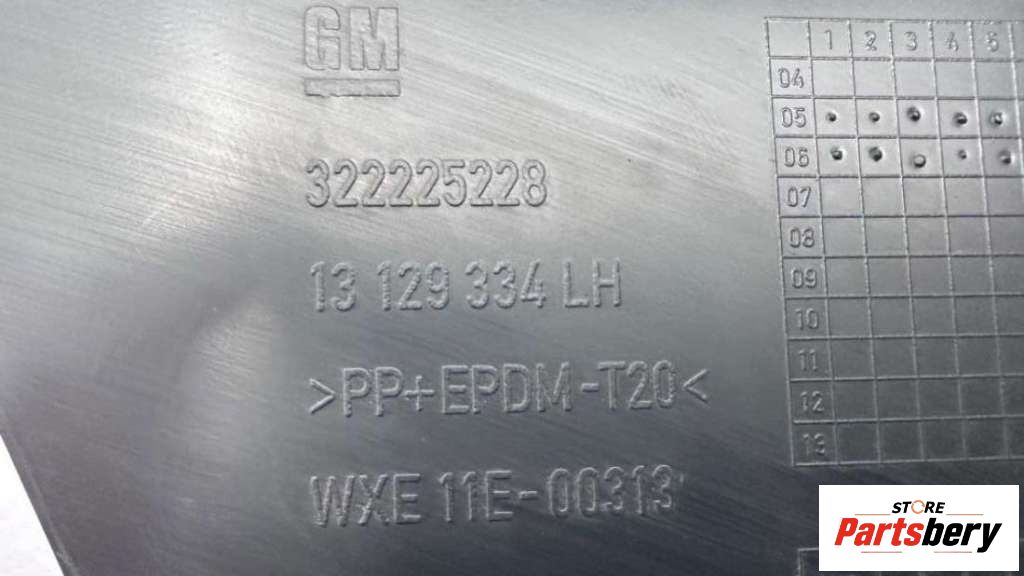 GM
322225228
13 129 334 LH
>PP+EPDM-T20<
WXE 11E-00313
1 2 3 4 5
04
05
06
07
08
09
10
11
12
13
STORE
Partsbery